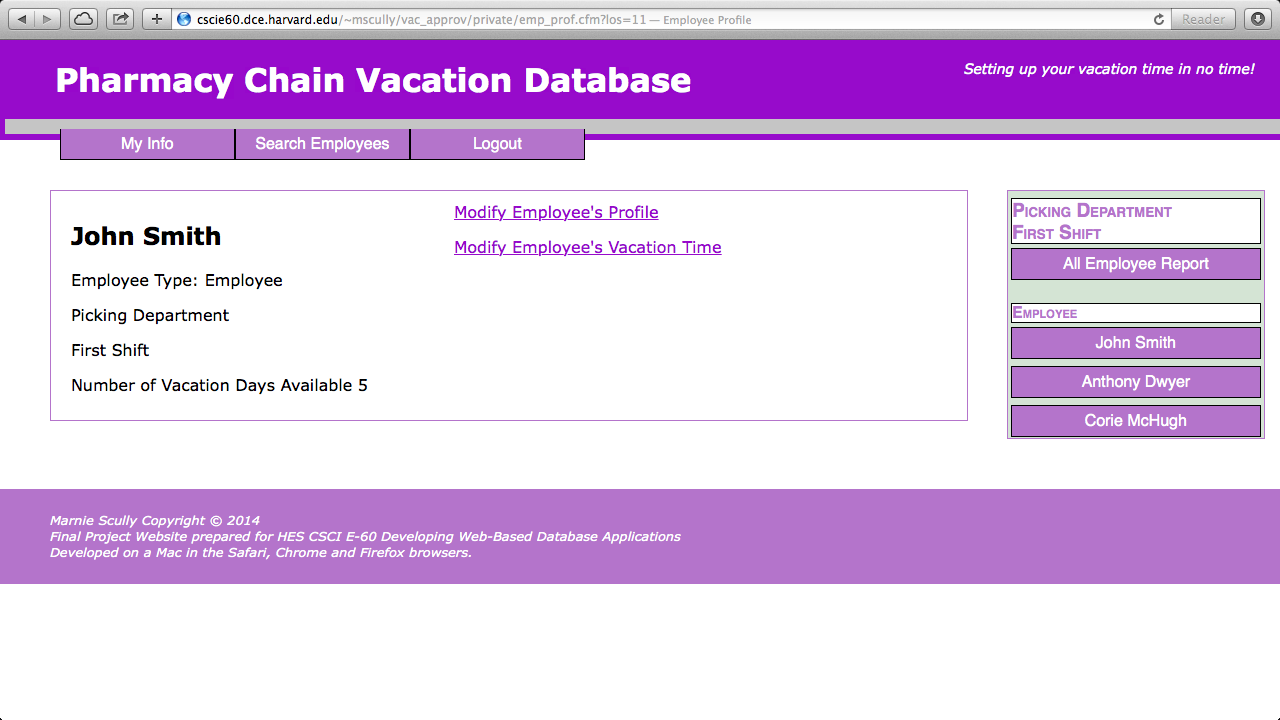 cscie60.dce.harvard.edu/~mscully/vac_approv/private/emp_prof.cfm?los=11 — Employee Profile
Reader
Pharmacy Chain Vacation Database
Setting up your vacation time in no time!
My Info
Search Employees
Logout
John Smith
Employee Type: Employee
Picking Department
First Shift
Number of Vacation Days Available 5
Modify Employee's Profile
Modify Employee's Vacation Time
Picking Department
First Shift
All Employee Report
Employee
John Smith
Anthony Dwyer
Corie McHugh
Marnie Scully Copyright © 2014
Final Project Website prepared for HES CSCI E-60 Developing Web-Based Database Applications
Developed on a Mac in the Safari, Chrome and Firefox browsers.